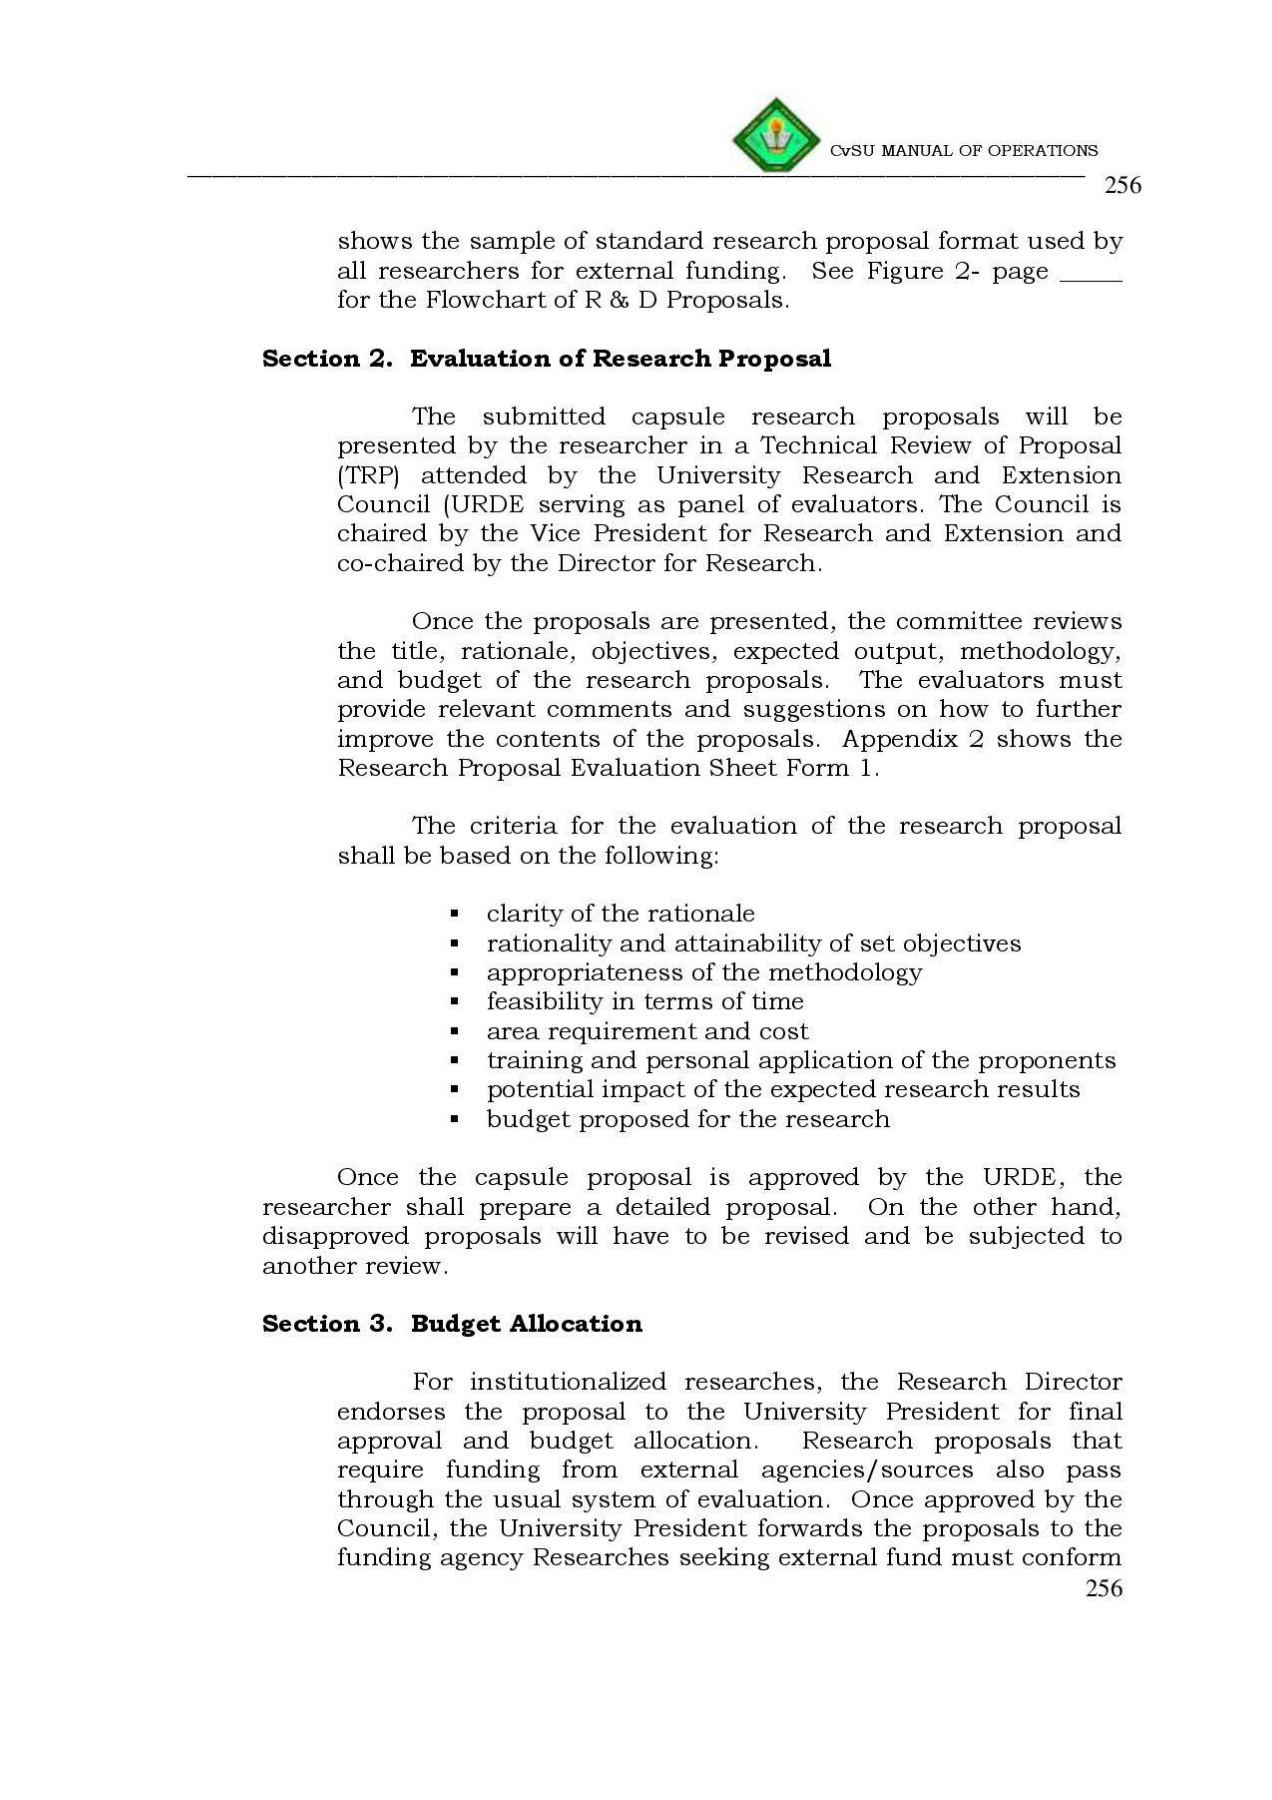 CvSU MANUAL OF OPERATIONS
256
shows the sample of standard research proposal format used by
all researchers for external funding. See Figure 2- page _____
for the Flowchart of R & D Proposals.
Section 2. Evaluation of Research Proposal
The submitted capsule research proposals will be
presented by the researcher in a Technical Review of Proposal
(TRP) attended by the University Research and Extension
Council (URDE serving as panel of evaluators. The Council is
chaired by the Vice President for Research and Extension and
co-chaired by the Director for Research.
Once the proposals are presented, the committee reviews
the title, rationale, objectives, expected output, methodology,
and budget of the research proposals. The evaluators must
provide relevant comments and suggestions on how to further
improve the contents of the proposals. Appendix 2 shows the
Research Proposal Evaluation Sheet Form 1.
The criteria for the evaluation of the research proposal
shall be based on the following:
▪ clarity of the rationale
▪ rationality and attainability of set objectives
▪ appropriateness of the methodology
▪ feasibility in terms of time
▪ area requirement and cost
▪ training and personal application of the proponents
▪ potential impact of the expected research results
▪ budget proposed for the research
Once the capsule proposal is approved by the URDE, the
researcher shall prepare a detailed proposal. On the other hand,
disapproved proposals will have to be revised and be subjected to
another review.
Section 3. Budget Allocation
For institutionalized researches, the Research Director
endorses the proposal to the University President for final
approval and budget allocation. Research proposals that
require funding from external agencies/sources also pass
through the usual system of evaluation. Once approved by the
Council, the University President forwards the proposals to the
funding agency Researches seeking external fund must conform
256